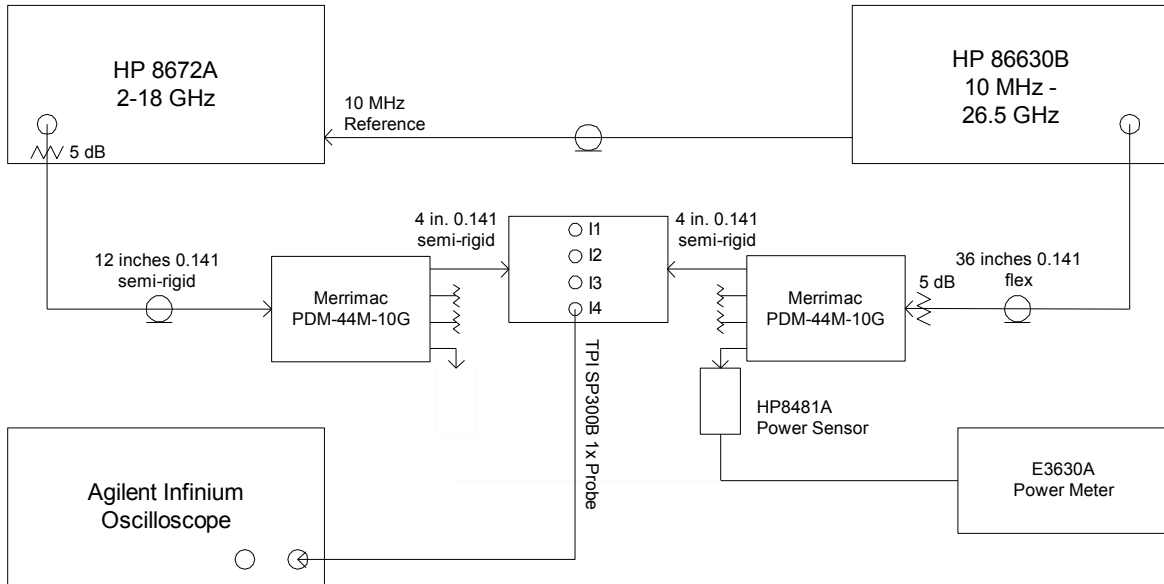 HP 8672A
2-18 GHz
HP 86630B
10 MHz -
26.5 GHz
10 MHz
Reference
5 dB
4 in. 0.141
semi-rigid
I1
I2
I3
I4
4 in. 0.141
semi-rigid
12 inches 0.141
semi-rigid
36 inches 0.141
flex
5 dB
Merrimac
PDM-44M-10G
Merrimac
PDM-44M-10G
TPI SP300B 1x Probe
HP8481A
Power Sensor
Agilent Infinium
Oscilloscope
E3630A
Power Meter